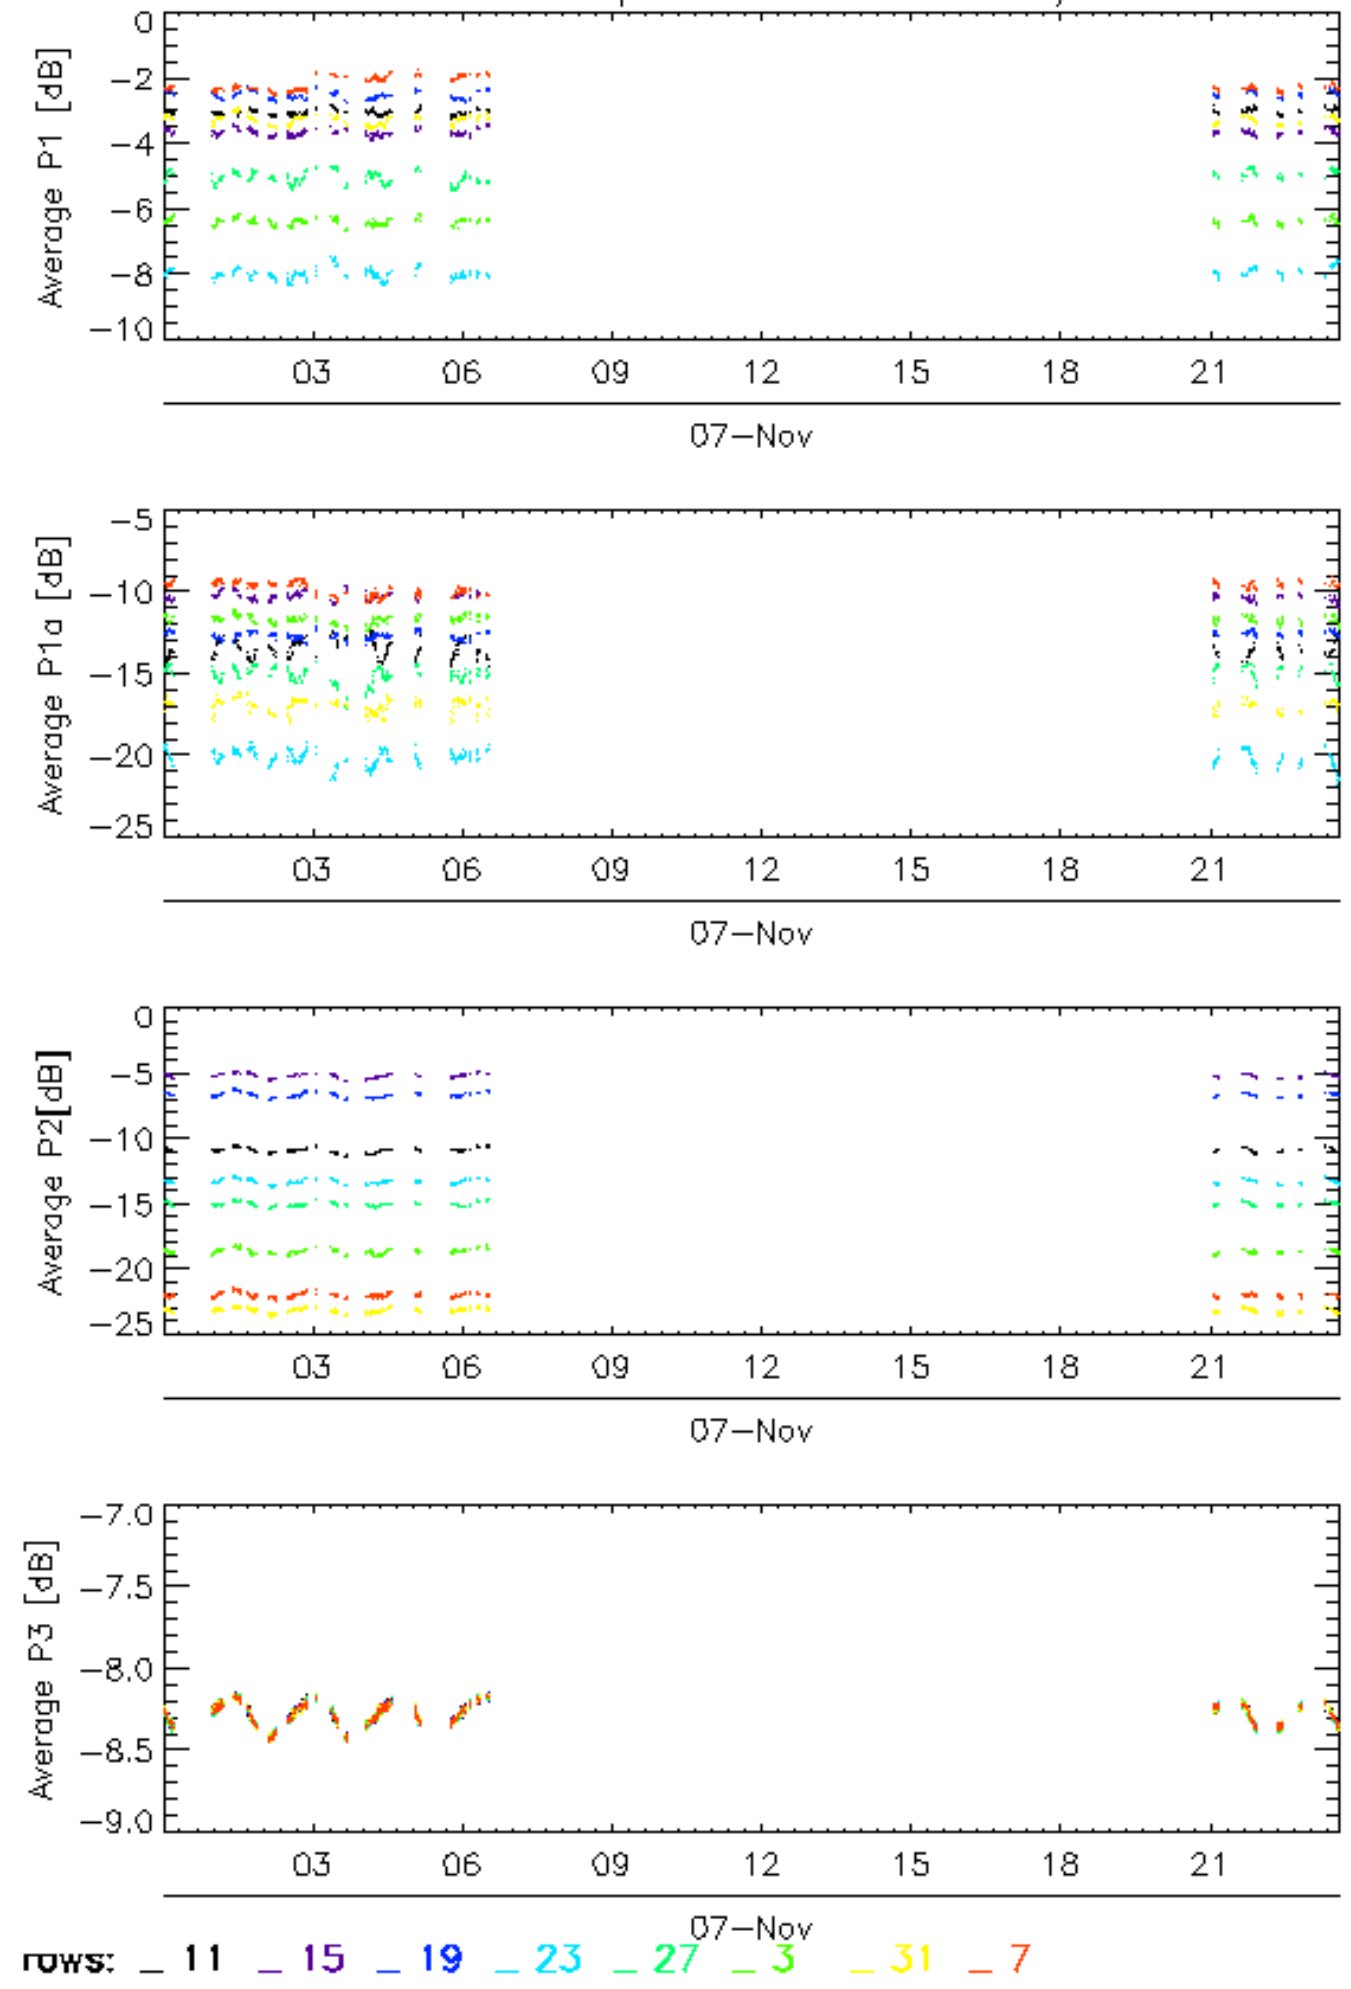 0
−2
−4
−6
−8
−10
Average P1 [dB]
03 06 09 12 15 18 21
07−Nov
−5
−10
−15
−20
−25
Average P1a [dB]
03 06 09 12 15 18 21
07−Nov
0
−5
−10
−15
−20
−25
Average P2[dB]
03 06 09 12 15 18 21
07−Nov
−7.0
−7.5
−8.0
−8.5
−9.0
Average P3 [dB]
03 06 09 12 15 18 21
07−Nov
rows: _ 11 _ 15 _ 19 _ 23 _ 27 _ 3 _ 31 _ 7